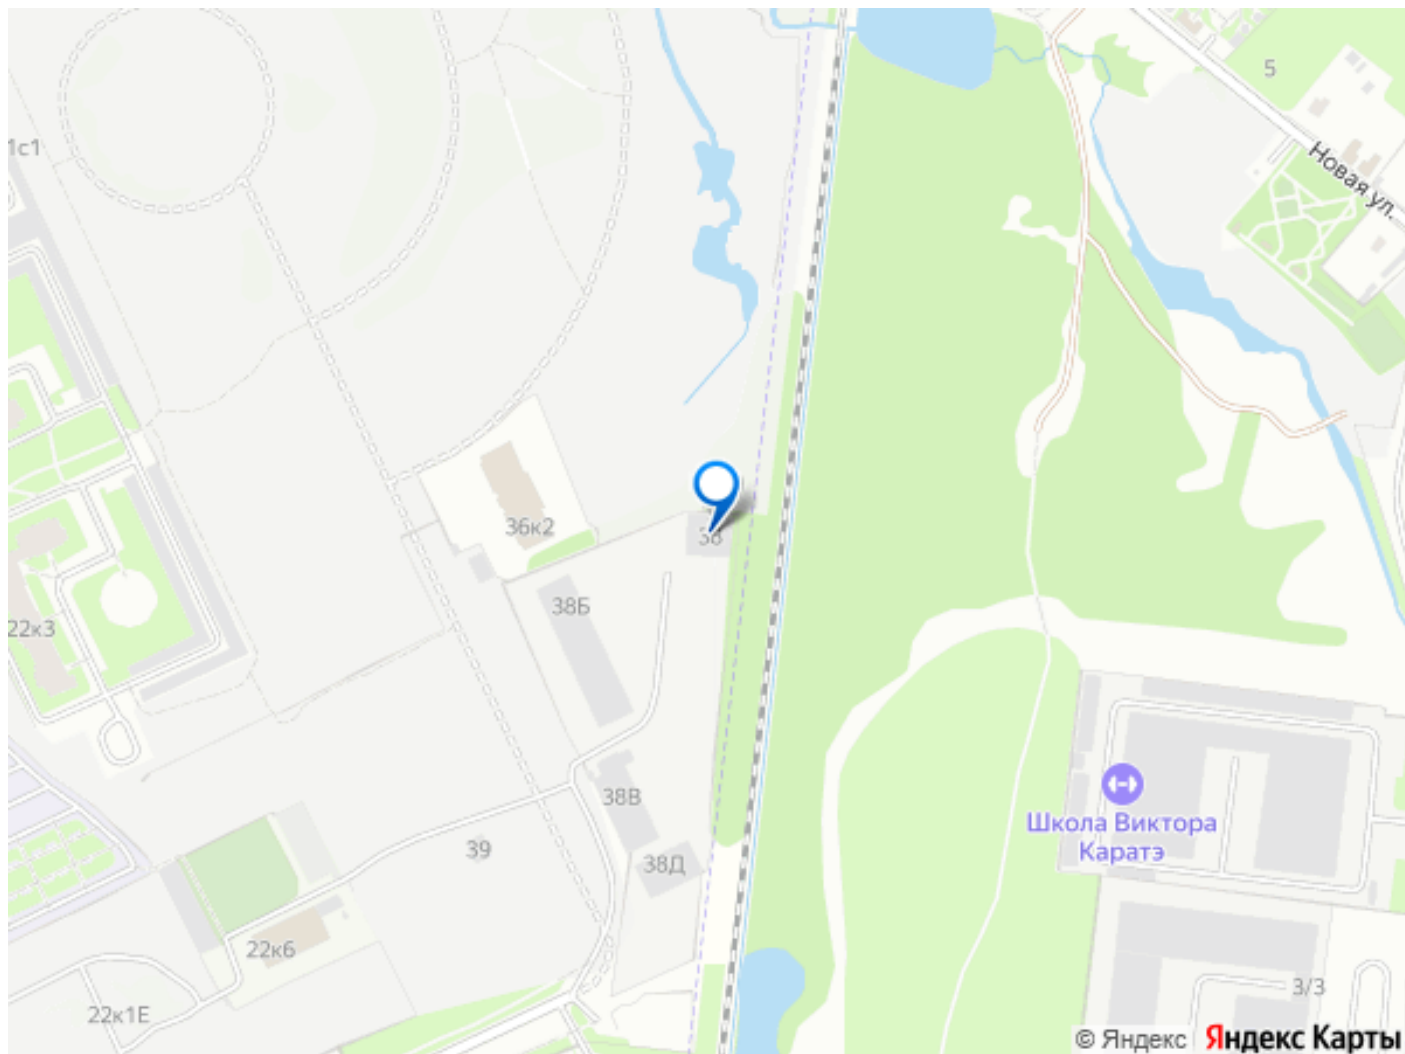 5
1с1
Новая ул.
36к2
38
38Б
22к3
38В
Школа Виктора
Каратэ
39
38Д
22к6
3/3
22к1Е
© Яндекс Яндекс Карты